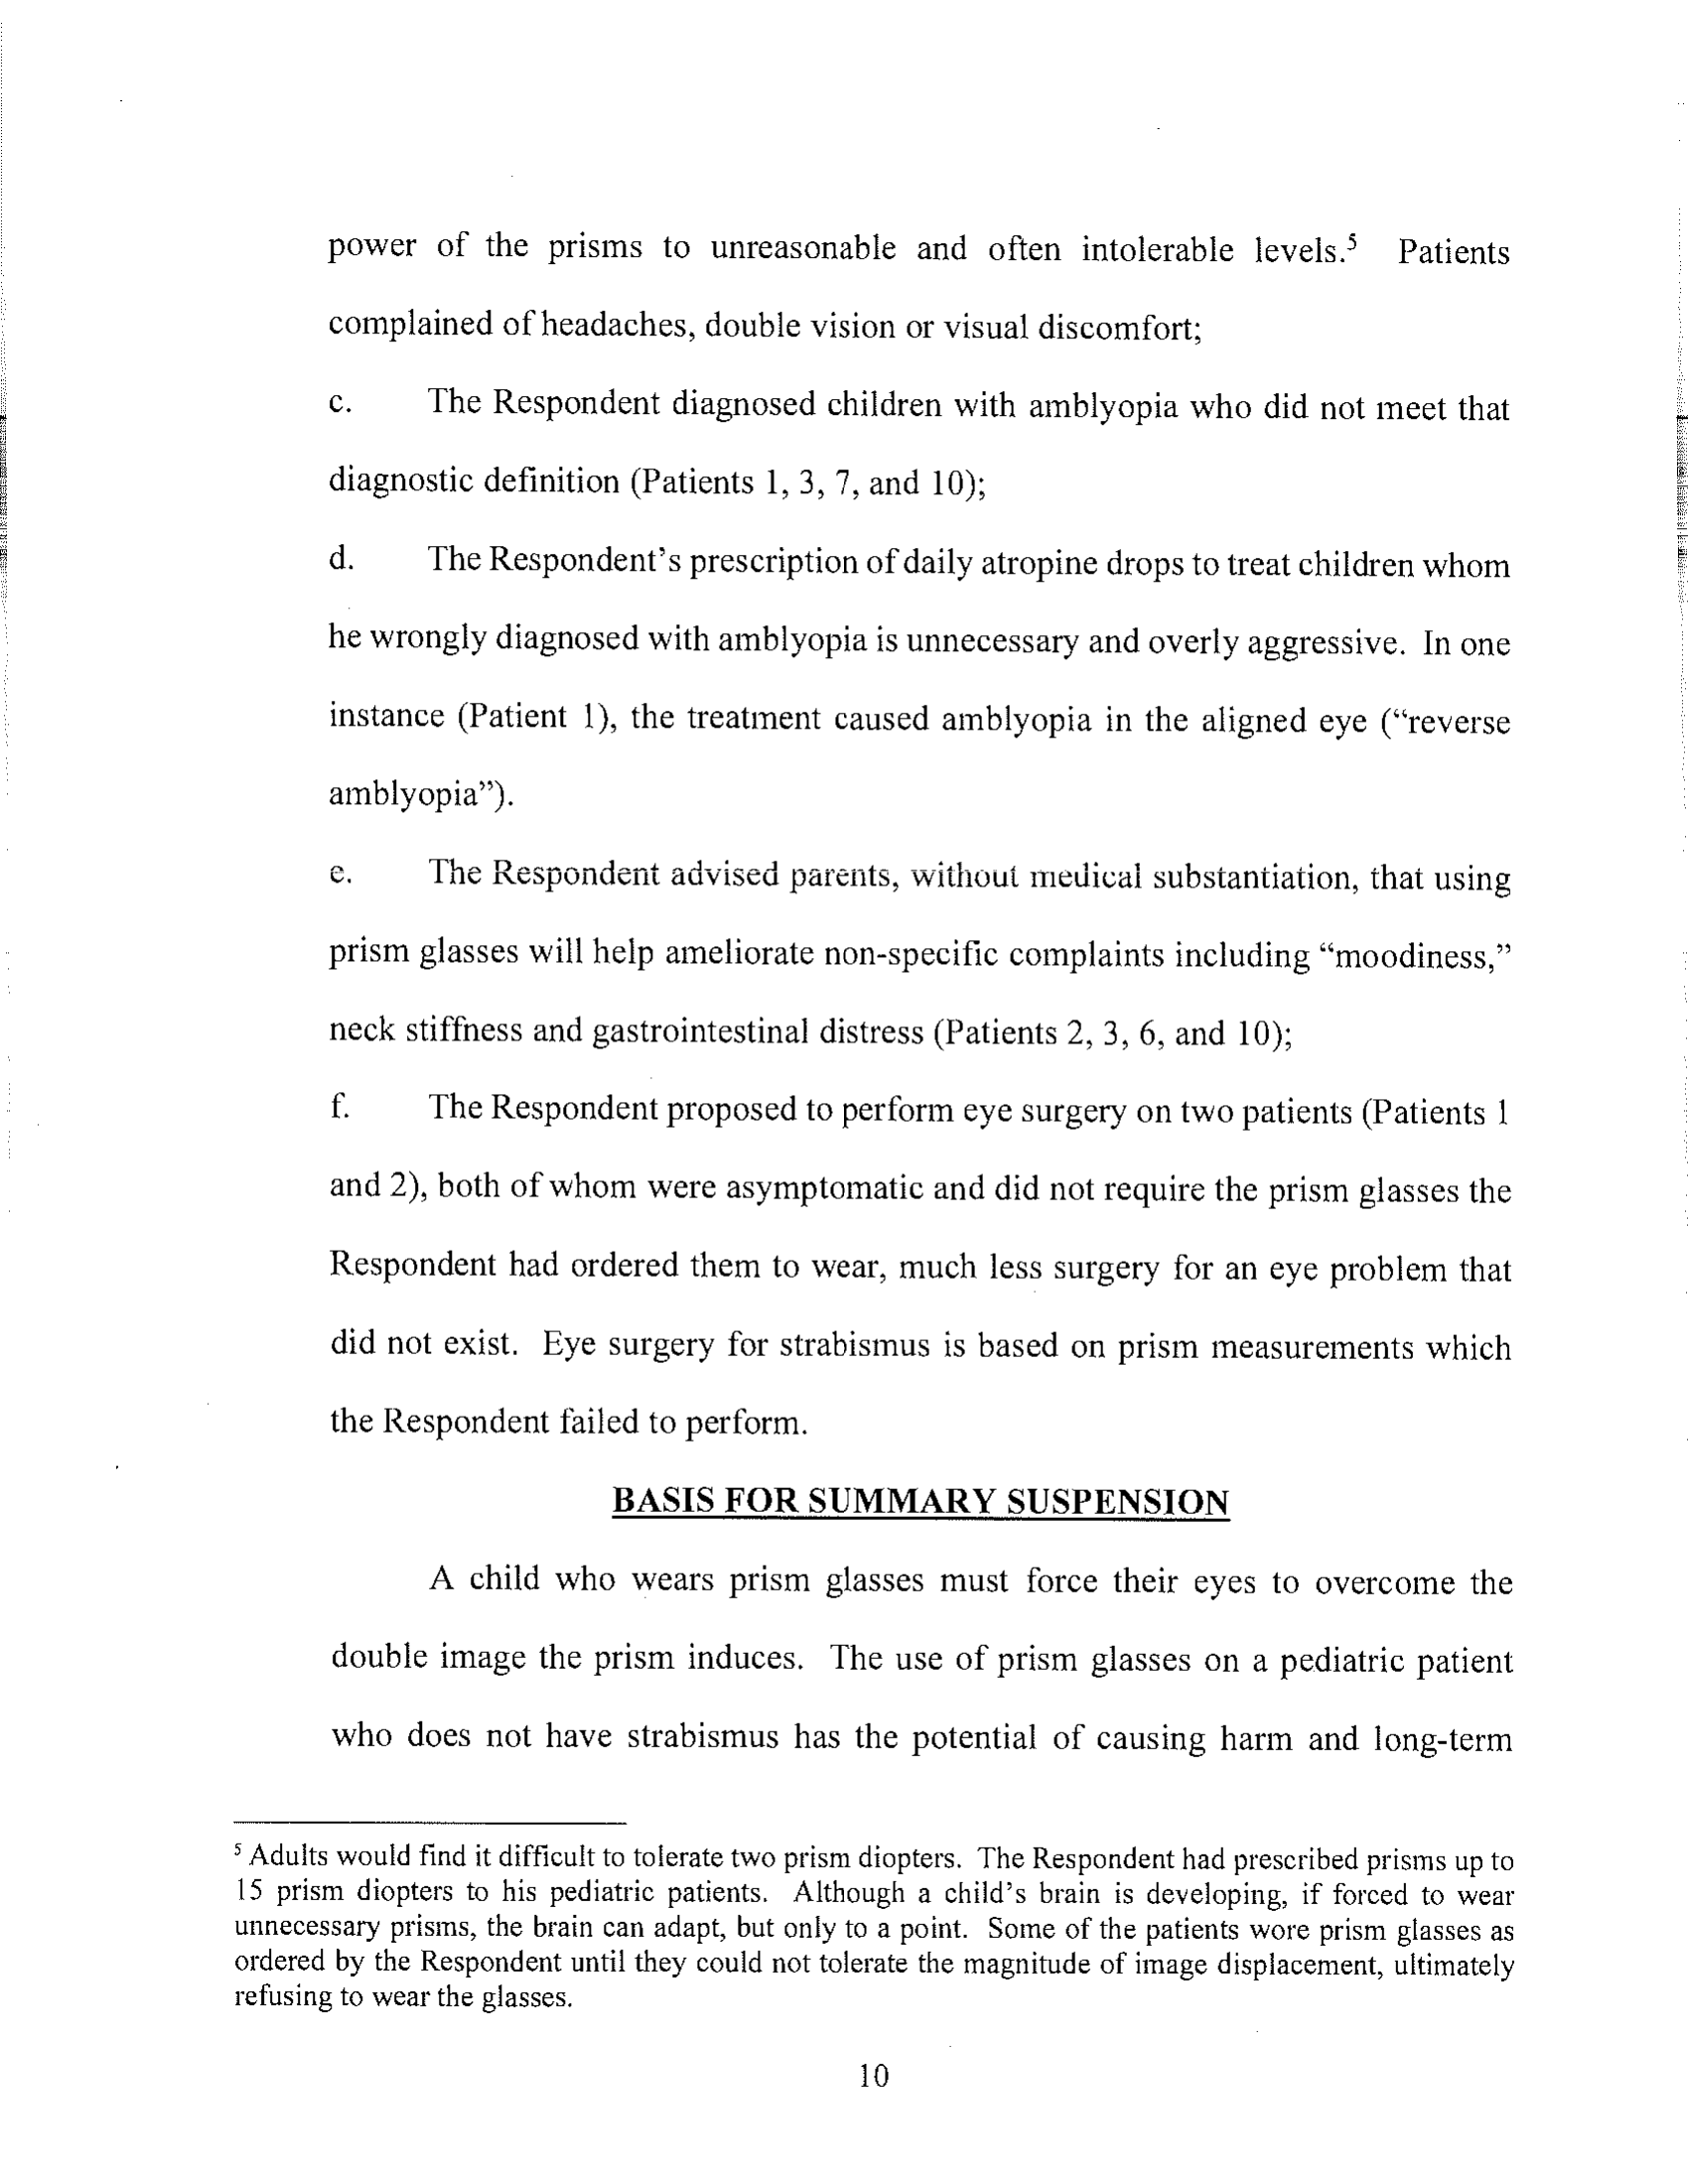 power of the prisms to unreasonable and often intolerable levels.⁵ Patients
complained of headaches, double vision or visual discomfort;
c. The Respondent diagnosed children with amblyopia who did not meet that
diagnostic definition (Patients 1, 3, 7, and 10);
d. The Respondent's prescription of daily atropine drops to treat children whom
he wrongly diagnosed with amblyopia is unnecessary and overly aggressive. In one
instance (Patient 1), the treatment caused amblyopia in the aligned eye (“reverse
amblyopia”).
e. The Respondent advised parents, without medical substantiation, that using
prism glasses will help ameliorate non-specific complaints including “moodiness,”
neck stiffness and gastrointestinal distress (Patients 2, 3, 6, and 10);
f. The Respondent proposed to perform eye surgery on two patients (Patients 1
and 2), both of whom were asymptomatic and did not require the prism glasses the
Respondent had ordered them to wear, much less surgery for an eye problem that
did not exist. Eye surgery for strabismus is based on prism measurements which
the Respondent failed to perform.
BASIS FOR SUMMARY SUSPENSION
A child who wears prism glasses must force their eyes to overcome the
double image the prism induces. The use of prism glasses on a pediatric patient
who does not have strabismus has the potential of causing harm and long-term
⁵ Adults would find it difficult to tolerate two prism diopters. The Respondent had prescribed prisms up to
15 prism diopters to his pediatric patients. Although a child's brain is developing, if forced to wear
unnecessary prisms, the brain can adapt, but only to a point. Some of the patients wore prism glasses as
ordered by the Respondent until they could not tolerate the magnitude of image displacement, ultimately
refusing to wear the glasses.
10